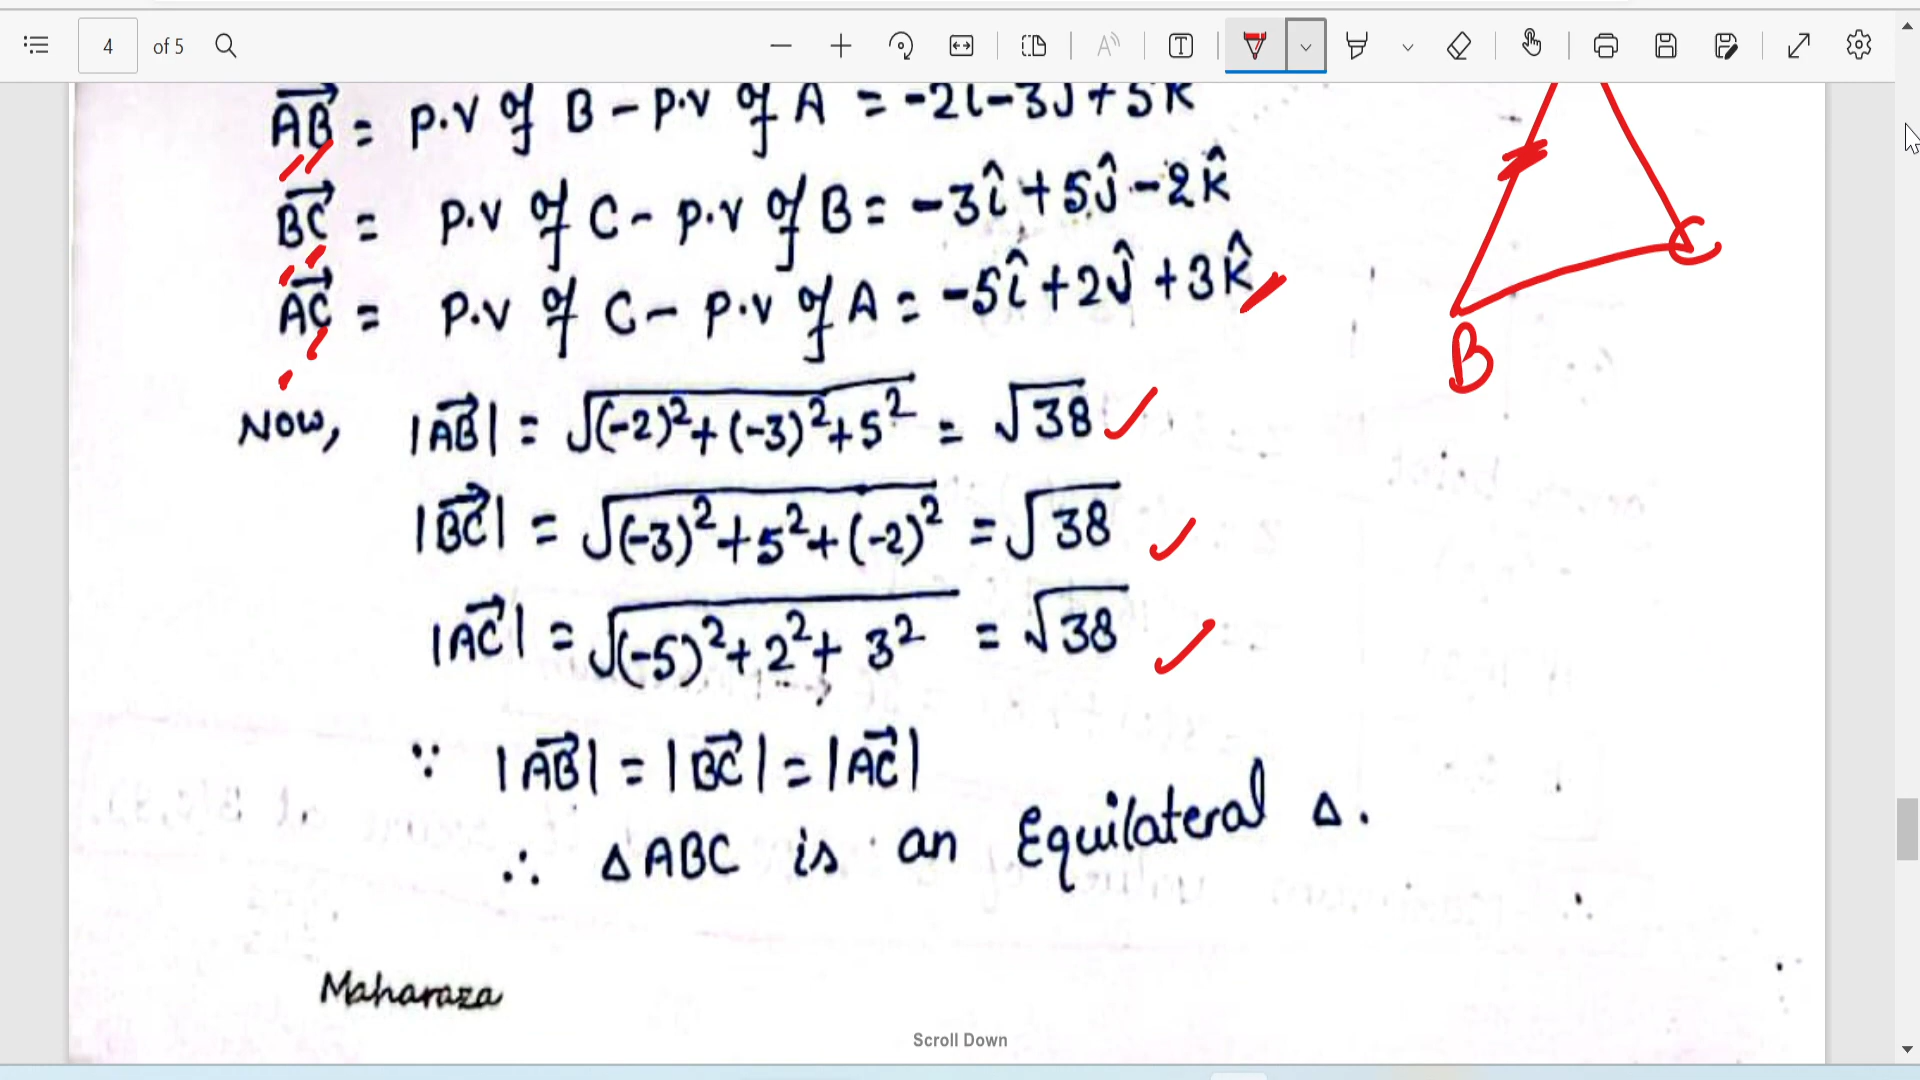 4 of 5
AB⃗ = P.V of B - P.V of A = -2î-3ĵ+5k̂
BC⃗ = P.V of C - P.V of B = -3î+5ĵ-2k̂
AC⃗ = P.V of C - P.V of A = -5î+2ĵ+3k̂
C
B
Now, |AB⃗| = √((-2)²+(-3)²+5²) = √38
|BC⃗| = √((-3)²+5²+(-2)²) = √38
|AC⃗| = √((-5)²+2²+3²) = √38
∵ |AB⃗| = |BC⃗| = |AC⃗|
∴ ΔABC is an Equilateral Δ.
Maharaza
Scroll Down